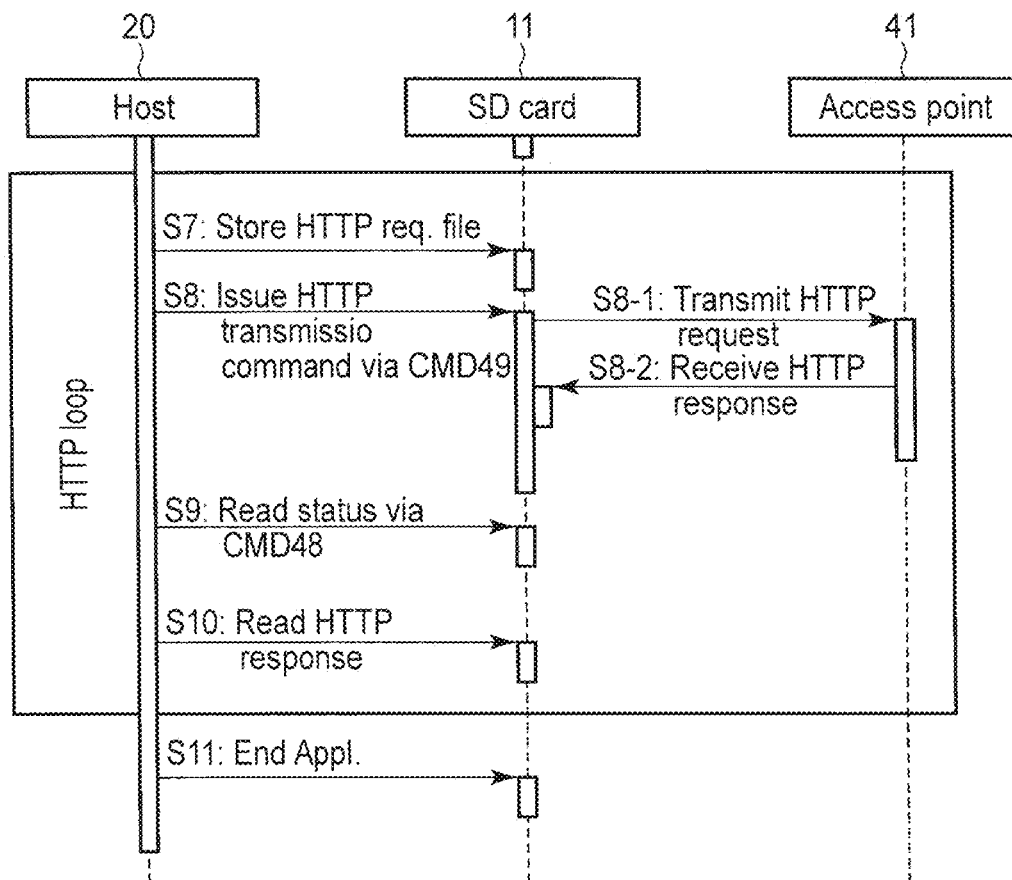 20
11
41
Host
SD card
Access point
HTTP loop
S7: Store HTTP req. file
S8: Issue HTTP
transmissio
command via CMD49
S8-1: Transmit HTTP
request
S8-2: Receive HTTP
response
S9: Read status via
CMD48
S10: Read HTTP
response
S11: End Appl.